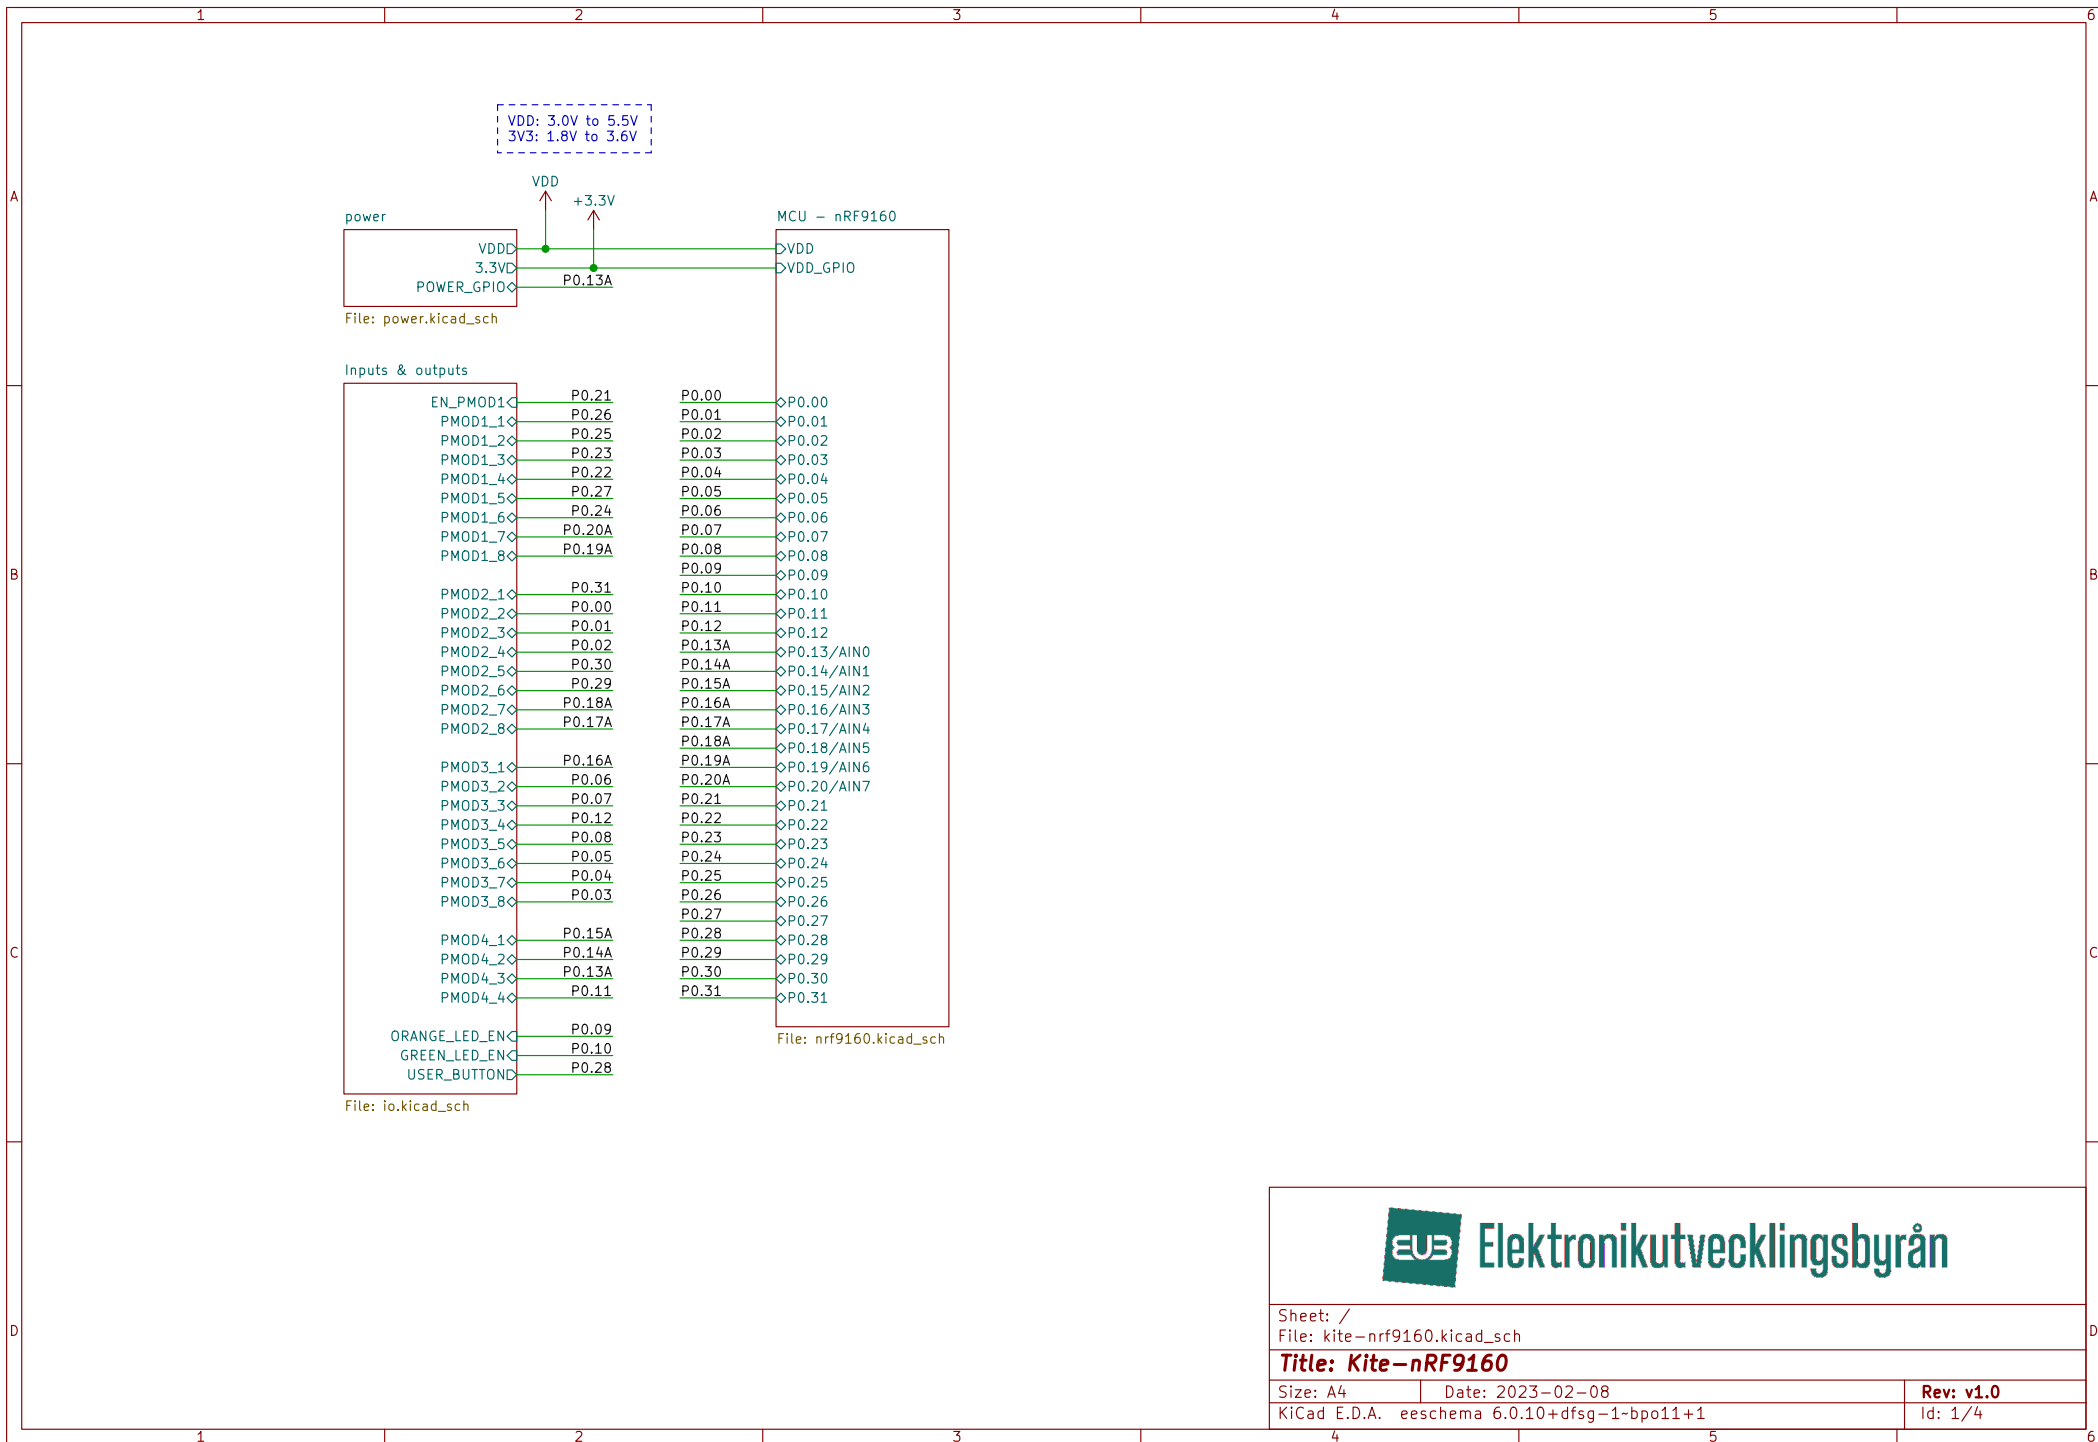 1 2 3 4 5 6
VDD: 3.0V to 5.5V
3V3: 1.8V to 3.6V
VDD
+3.3V
A A
power
VDD
3.3V
POWER_GPIO P0.13A
File: power.kicad_sch
MCU - nRF9160
VDD
VDD_GPIO
Inputs & outputs
EN_PMOD1 P0.21
PMOD1_1 P0.26
PMOD1_2 P0.25
PMOD1_3 P0.23
PMOD1_4 P0.22
PMOD1_5 P0.27
PMOD1_6 P0.24
PMOD1_7 P0.20A
PMOD1_8 P0.19A
B B
PMOD2_1 P0.31
PMOD2_2 P0.00
PMOD2_3 P0.01
PMOD2_4 P0.02
PMOD2_5 P0.30
PMOD2_6 P0.29
PMOD2_7 P0.18A
PMOD2_8 P0.17A
PMOD3_1 P0.16A
PMOD3_2 P0.06
PMOD3_3 P0.07
PMOD3_4 P0.12
PMOD3_5 P0.08
PMOD3_6 P0.05
PMOD3_7 P0.04
PMOD3_8 P0.03
PMOD4_1 P0.15A
PMOD4_2 P0.14A
PMOD4_3 P0.13A
PMOD4_4 P0.11
ORANGE_LED_EN P0.09
GREEN_LED_EN P0.10
USER_BUTTON P0.28
File: io.kicad_sch
P0.00 P0.00
P0.01 P0.01
P0.02 P0.02
P0.03 P0.03
P0.04 P0.04
P0.05 P0.05
P0.06 P0.06
P0.07 P0.07
P0.08 P0.08
P0.09 P0.09
P0.10 P0.10
P0.11 P0.11
P0.12 P0.12
P0.13A P0.13/AIN0
P0.14A P0.14/AIN1
P0.15A P0.15/AIN2
P0.16A P0.16/AIN3
P0.17A P0.17/AIN4
P0.18A P0.18/AIN5
P0.19A P0.19/AIN6
P0.20A P0.20/AIN7
P0.21 P0.21
P0.22 P0.22
P0.23 P0.23
P0.24 P0.24
P0.25 P0.25
P0.26 P0.26
P0.27 P0.27
P0.28 P0.28
P0.29 P0.29
P0.30 P0.30
P0.31 P0.31
File: nrf9160.kicad_sch
C C
EUB Elektronikutvecklingsbyrån
Sheet: /
File: kite-nrf9160.kicad_sch
Title: Kite-nRF9160
Size: A4 Date: 2023-02-08 Rev: v1.0
KiCad E.D.A. eeschema 6.0.10+dfsg-1~bpo11+1 Id: 1/4
D D
1 2 3 4 5 6